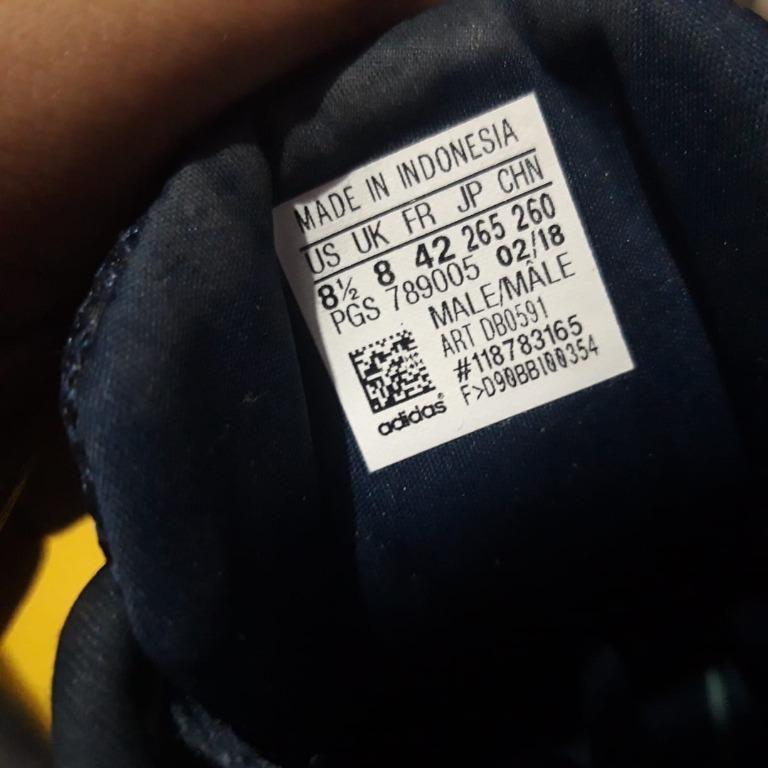 MADE IN INDONESIA
US UK FR JP CHN
8½ 8 42 265 260
PGS 789005 02/18
MALE/MÂLE
ART DB0591
#118783165
F>D90BBI00354
adidas®